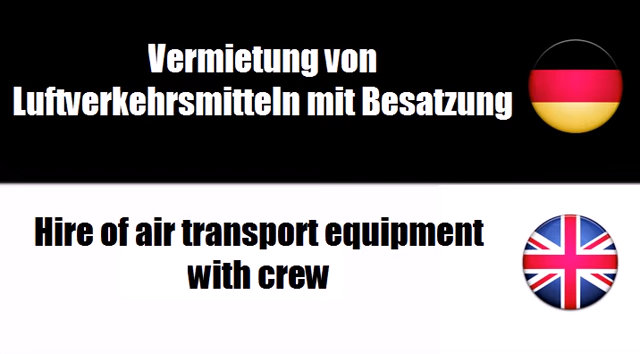 Vermietung von
Luftverkehrsmitteln mit Besatzung
Hire of air transport equipment
with crew